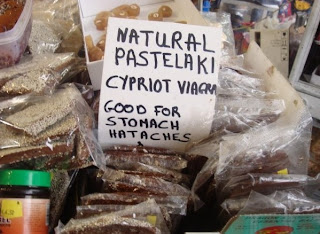 NATURAL
PASTELAKI
CYPRIOT VIAGRA
GOOD FOR
STOMACH
HATACHES